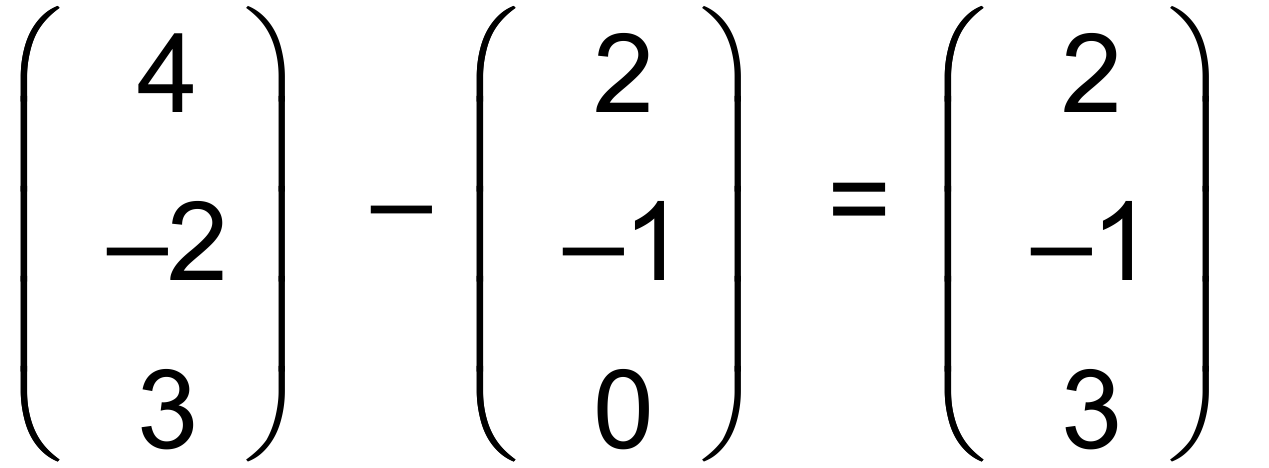 4 2 2
–2 – –1 = –1
3 0 3